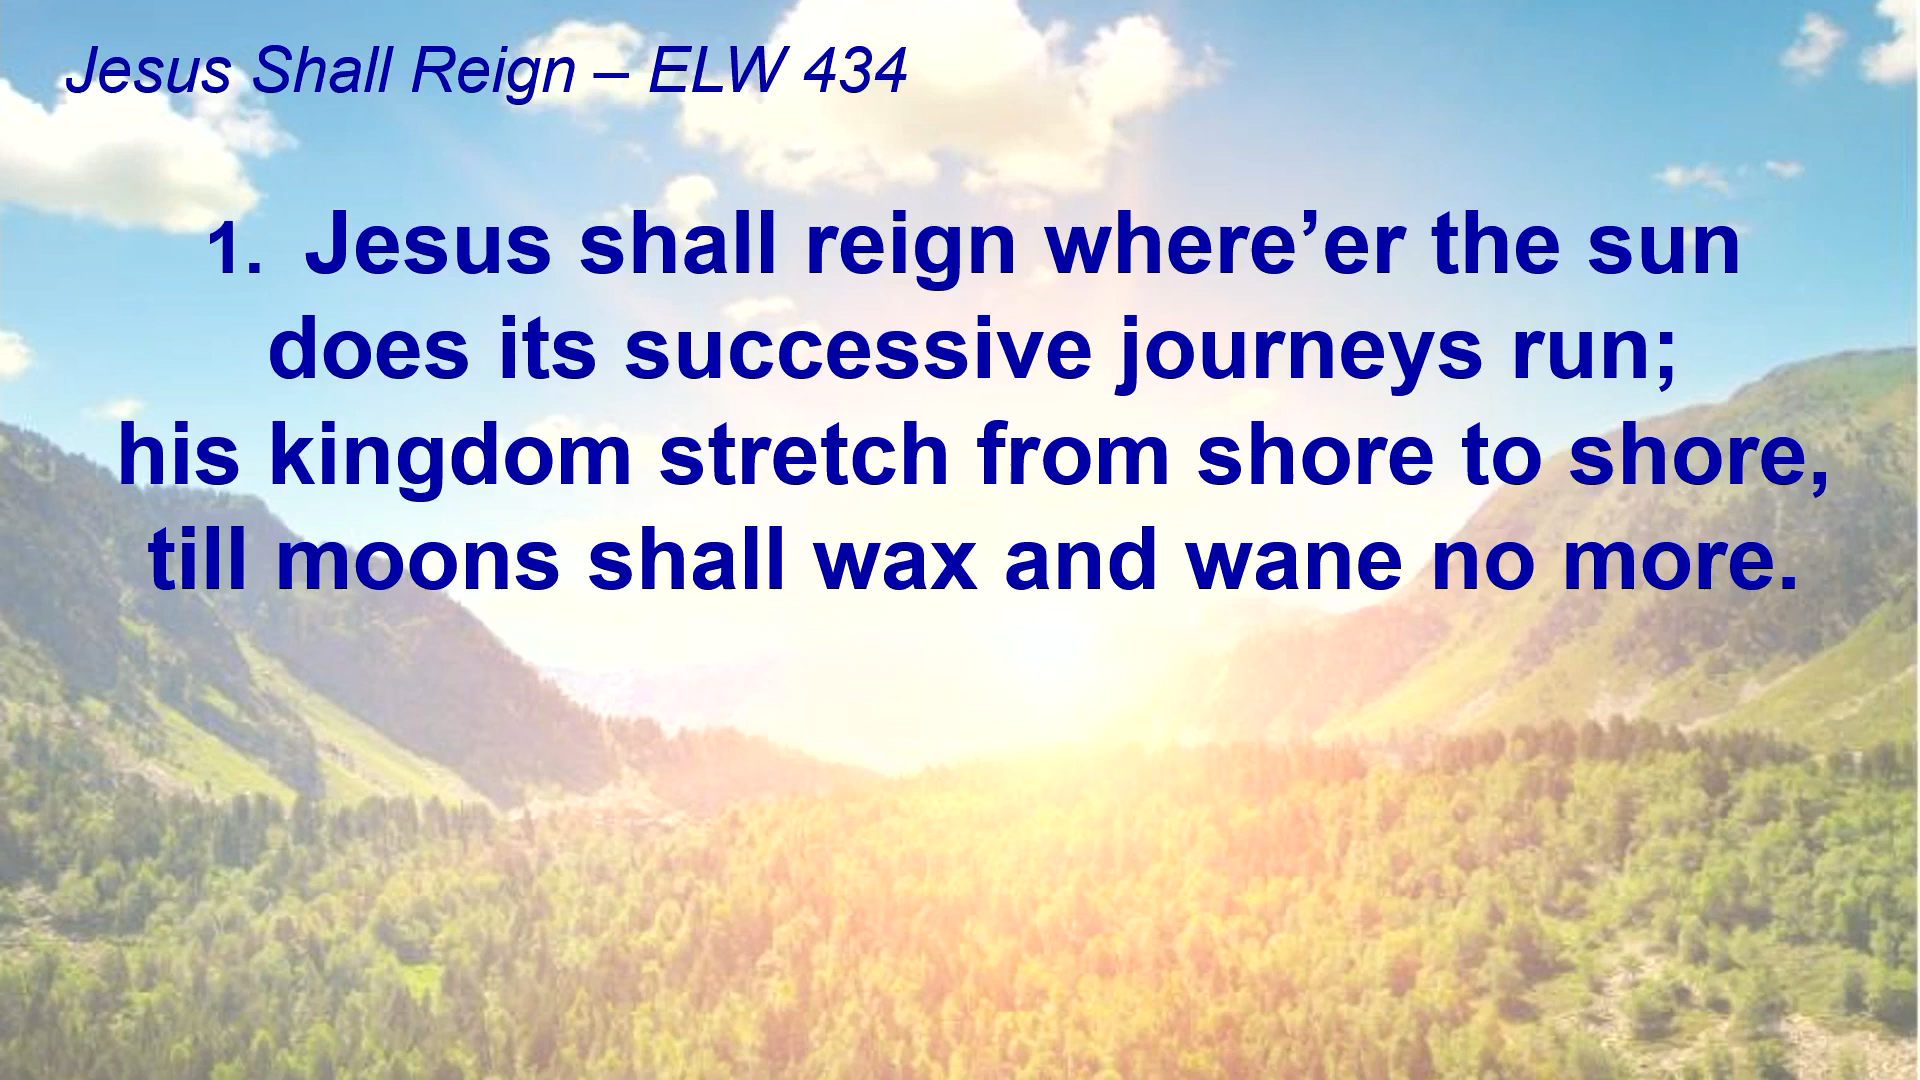 Jesus Shall Reign – ELW 434
1. Jesus shall reign where’er the sun
does its successive journeys run;
his kingdom stretch from shore to shore,
till moons shall wax and wane no more.